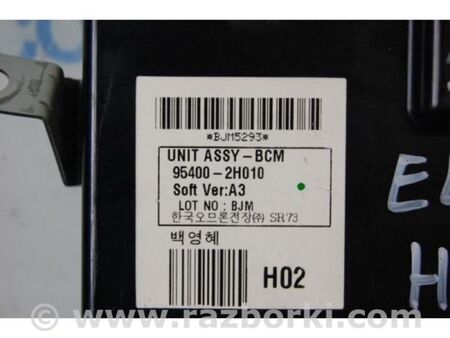 *BJM5293*
UNIT ASSY-BCM
95400-2H010
Soft Ver:A3
LOT NO : BJM
한국오므론전장㈜ SR73
백영혜
H02
www.razborki.com